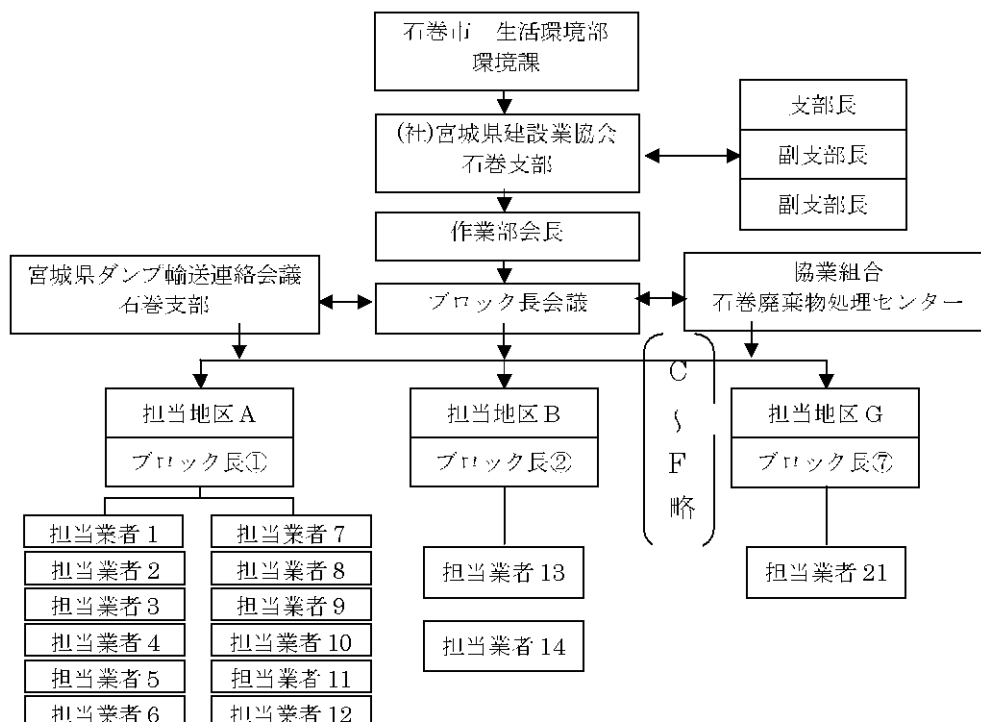 石巻市　生活環境部
環境課
(社)宮城県建設業協会
石巻支部
支部長
副支部長
副支部長
作業部会長
宮城県ダンプ輸送連絡会議
石巻支部
ブロック長会議
協業組合
石巻廃棄物処理センター
C～F略
担当地区A
ブロック長①
担当地区B
ブロック長②
担当地区G
ブロック長⑦
担当業者1
担当業者2
担当業者3
担当業者4
担当業者5
担当業者6
担当業者7
担当業者8
担当業者9
担当業者10
担当業者11
担当業者12
担当業者13
担当業者14
担当業者21